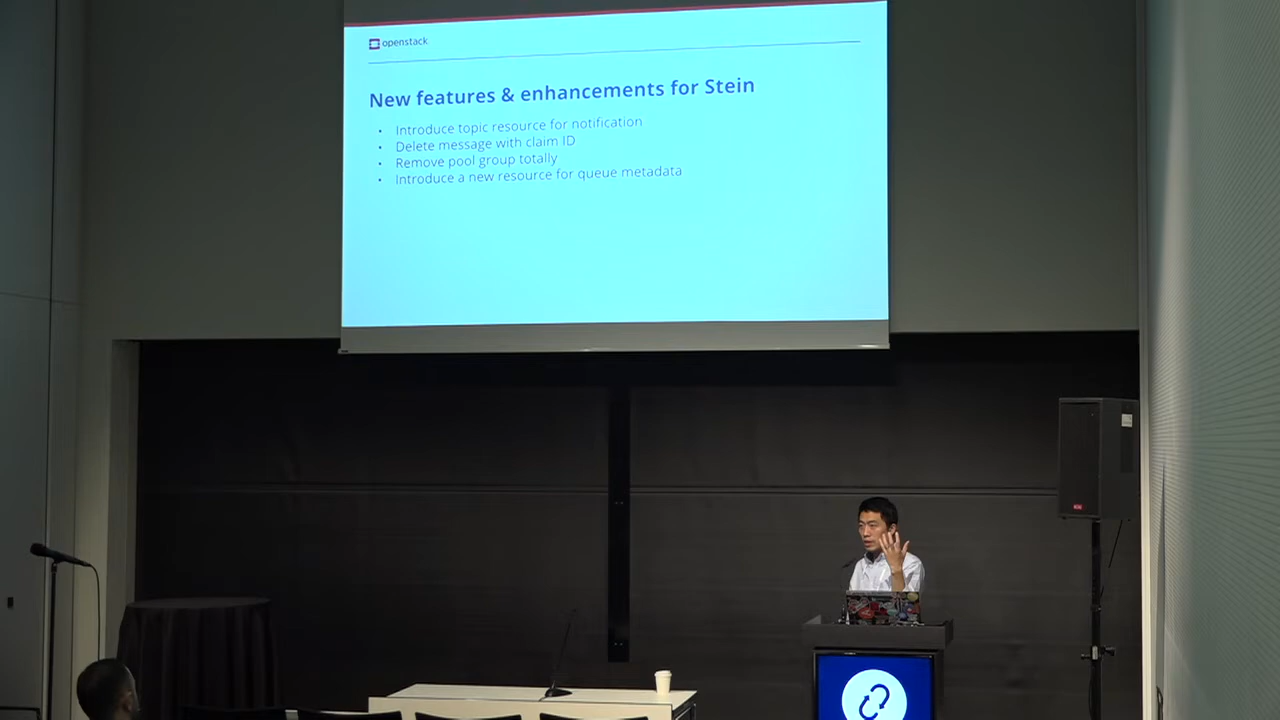 openstack
New features & enhancements for Stein
• Introduce topic resource for notification
• Delete message with claim ID
• Remove pool group totally
• Introduce a new resource for queue metadata